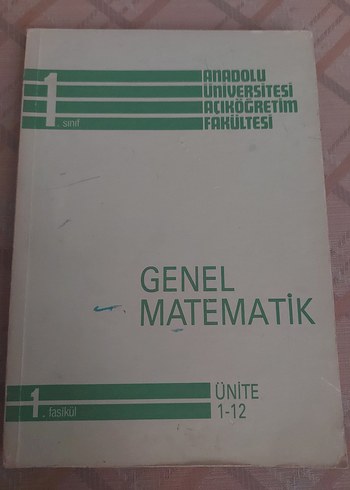 ANADOLU
ÜNİVERSİTESİ
AÇIKÖĞRETİM
FAKÜLTESİ
1. sınıf
GENEL
MATEMATİK
1. fasikül
ÜNİTE
1-12